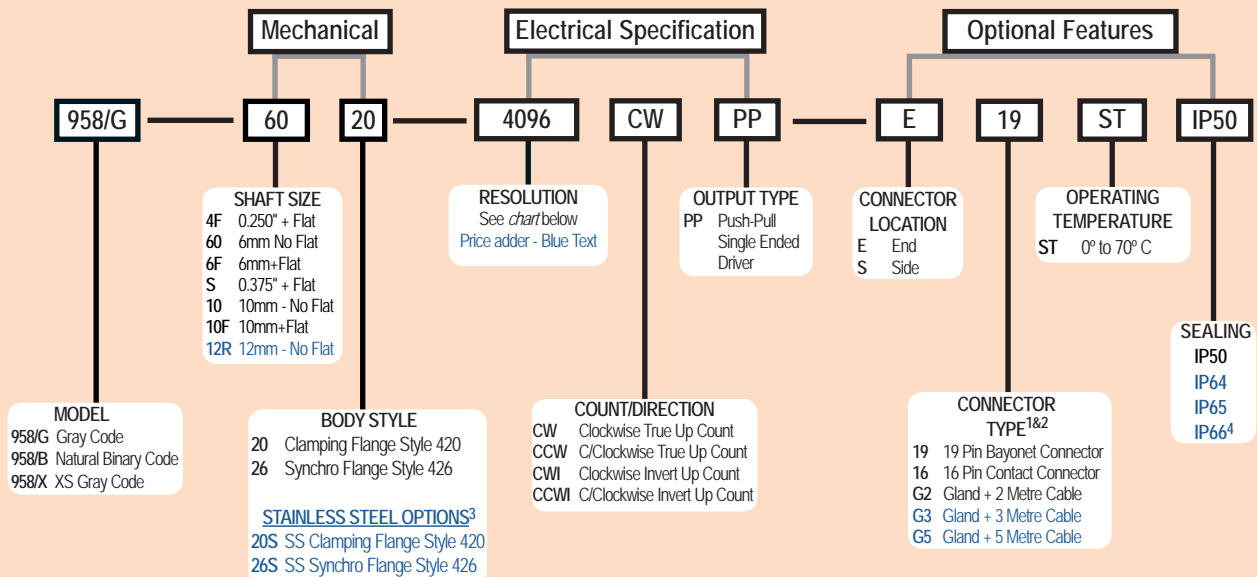 Mechanical
Electrical Specification
Optional Features
958/G
60
20
4096
CW
PP
E
19
ST
IP50
SHAFT SIZE
4F 0.250" + Flat
60 6mm No Flat
6F 6mm+Flat
S 0.375" + Flat
10 10mm - No Flat
10F 10mm+Flat
12R 12mm - No Flat
RESOLUTION
See chart below
Price adder - Blue Text
OUTPUT TYPE
PP Push-Pull
Single Ended
Driver
CONNECTOR
LOCATION
E End
S Side
OPERATING
TEMPERATURE
ST 0º to 70º C
SEALING
IP50
IP64
IP65
IP66⁴
MODEL
958/G Gray Code
958/B Natural Binary Code
958/X XS Gray Code
BODY STYLE
20 Clamping Flange Style 420
26 Synchro Flange Style 426
STAINLESS STEEL OPTIONS³
20S SS Clamping Flange Style 420
26S SS Synchro Flange Style 426
COUNT/DIRECTION
CW Clockwise True Up Count
CCW C/Clockwise True Up Count
CWI Clockwise Invert Up Count
CCWI C/Clockwise Invert Up Count
CONNECTOR
TYPE¹&²
19 19 Pin Bayonet Connector
16 16 Pin Contact Connector
G2 Gland + 2 Metre Cable
G3 Gland + 3 Metre Cable
G5 Gland + 5 Metre Cable